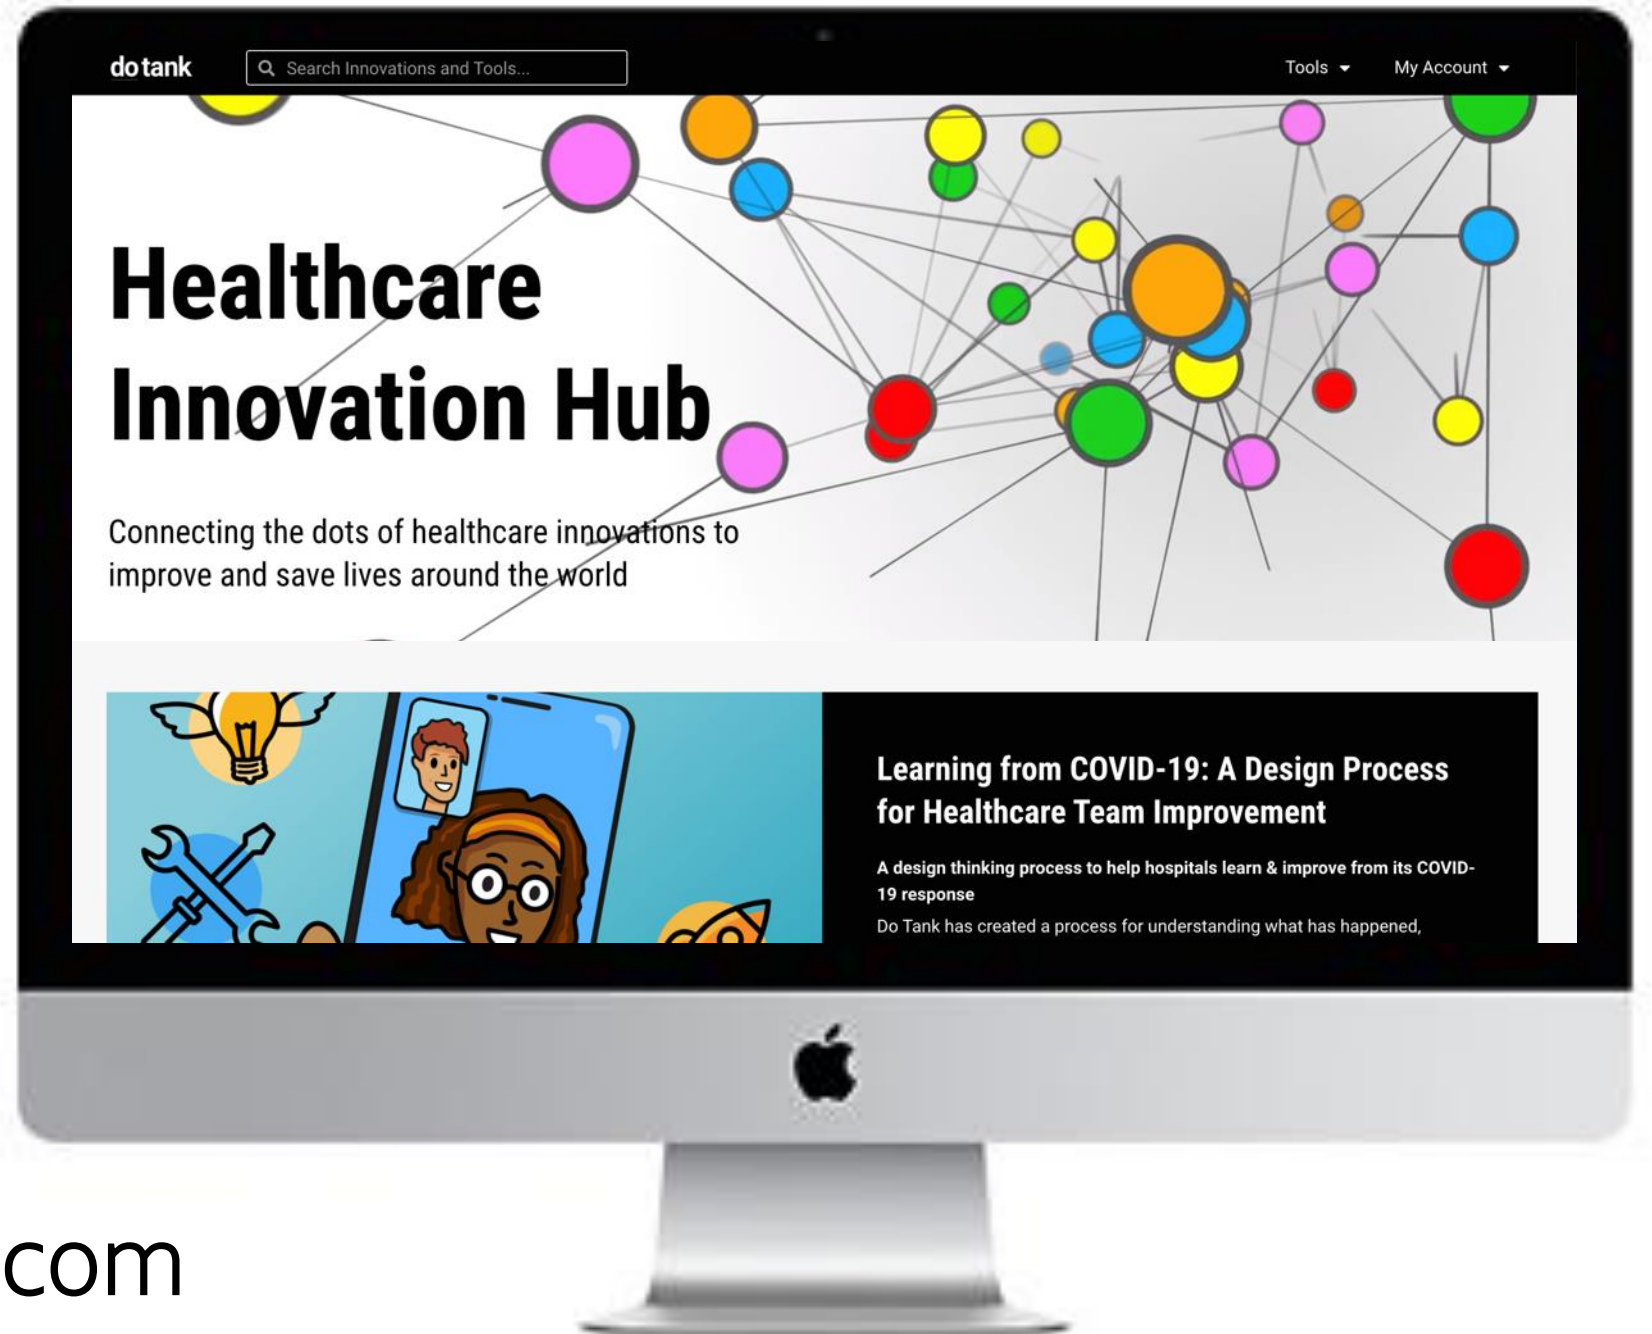 do tank
Search Innovations and Tools...
Tools
My Account
Healthcare
Innovation Hub
Connecting the dots of healthcare innovations to
improve and save lives around the world
Learning from COVID-19: A Design Process
for Healthcare Team Improvement
A design thinking process to help hospitals learn & improve from its COVID-
19 response
Do Tank has created a process for understanding what has happened,
com